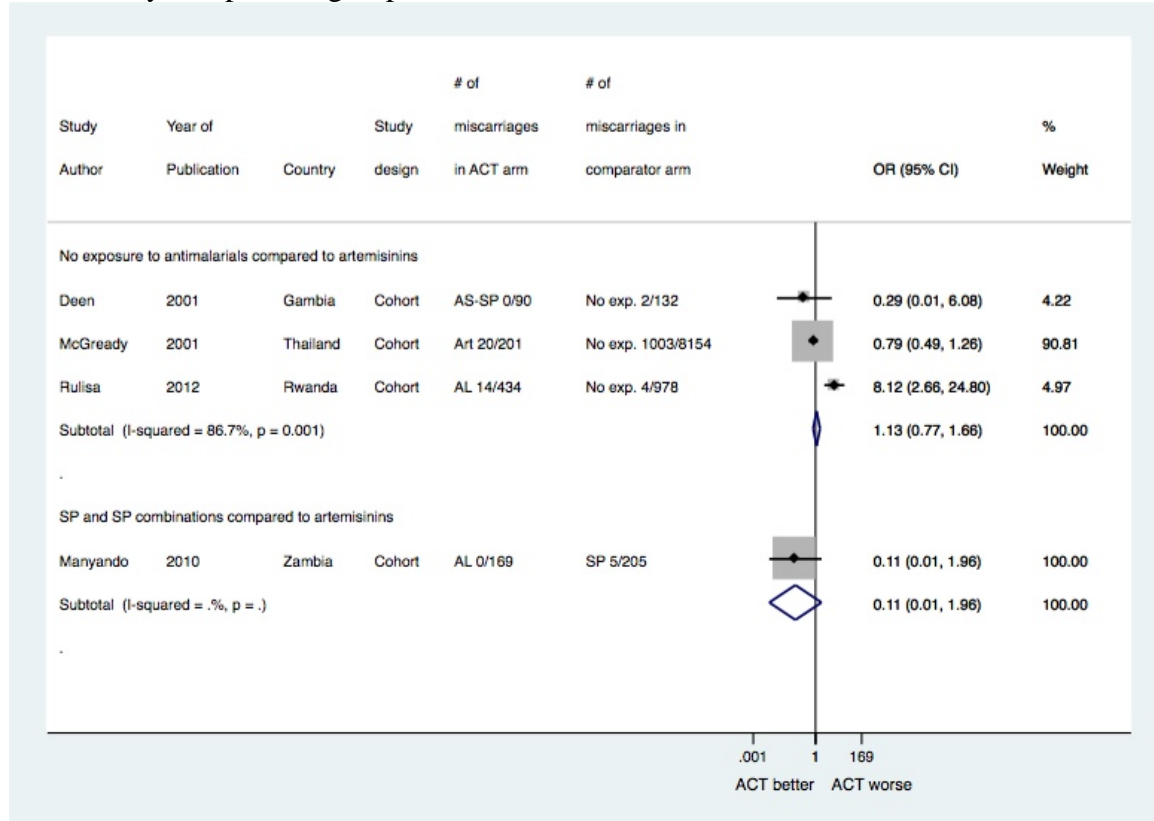 # of # of
Study Year of Study miscarriages miscarriages in %
Author Publication Country design in ACT arm comparator arm OR (95% CI) Weight
No exposure to antimalarials compared to artemisinins
Deen 2001 Gambia Cohort AS-SP 0/90 No exp. 2/132 0.29 (0.01, 6.08) 4.22
McGready 2001 Thailand Cohort Art 20/201 No exp. 1003/8154 0.79 (0.49, 1.26) 90.81
Rulisa 2012 Rwanda Cohort AL 14/434 No exp. 4/978 8.12 (2.66, 24.80) 4.97
Subtotal (I-squared = 86.7%, p = 0.001) 1.13 (0.77, 1.66) 100.00
.
SP and SP combinations compared to artemisinins
Manyando 2010 Zambia Cohort AL 0/169 SP 5/205 0.11 (0.01, 1.96) 100.00
Subtotal (I-squared = .%, p = .) 0.11 (0.01, 1.96) 100.00
.
.001 1 169
ACT better ACT worse